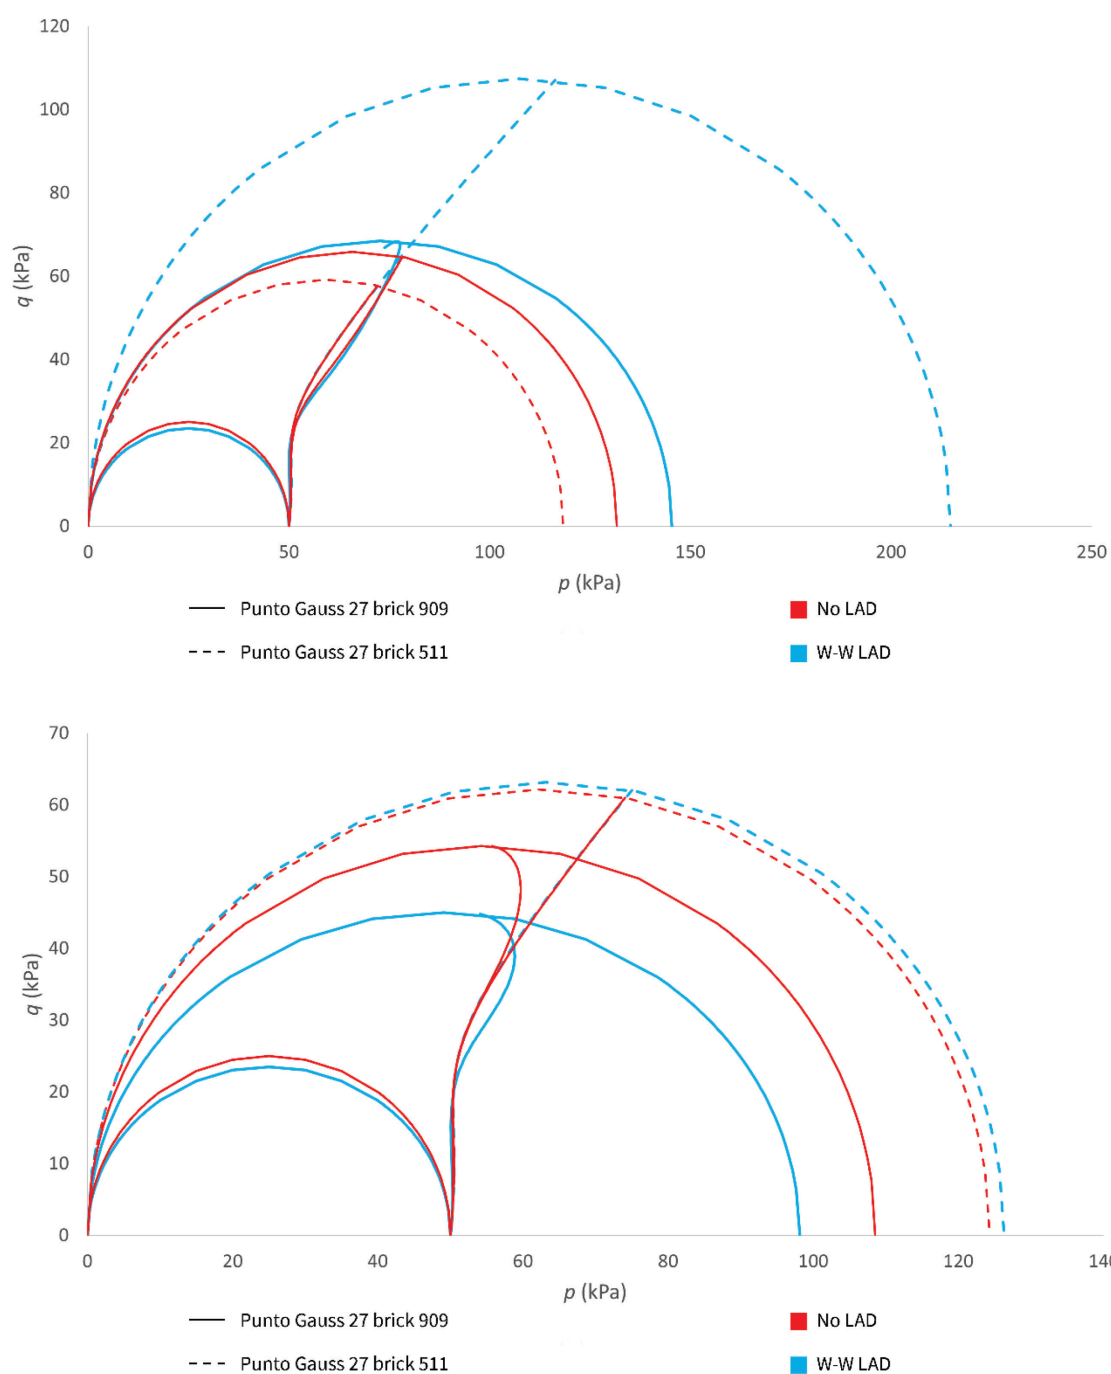 120
100
80
60
40
20
0
q (kPa)
0 50 100 150 200 250
p (kPa)
Punto Gauss 27 brick 909 No LAD
Punto Gauss 27 brick 511 W-W LAD
70
60
50
40
30
20
10
0
q (kPa)
0 20 40 60 80 100 120 140
p (kPa)
Punto Gauss 27 brick 909 No LAD
Punto Gauss 27 brick 511 W-W LAD